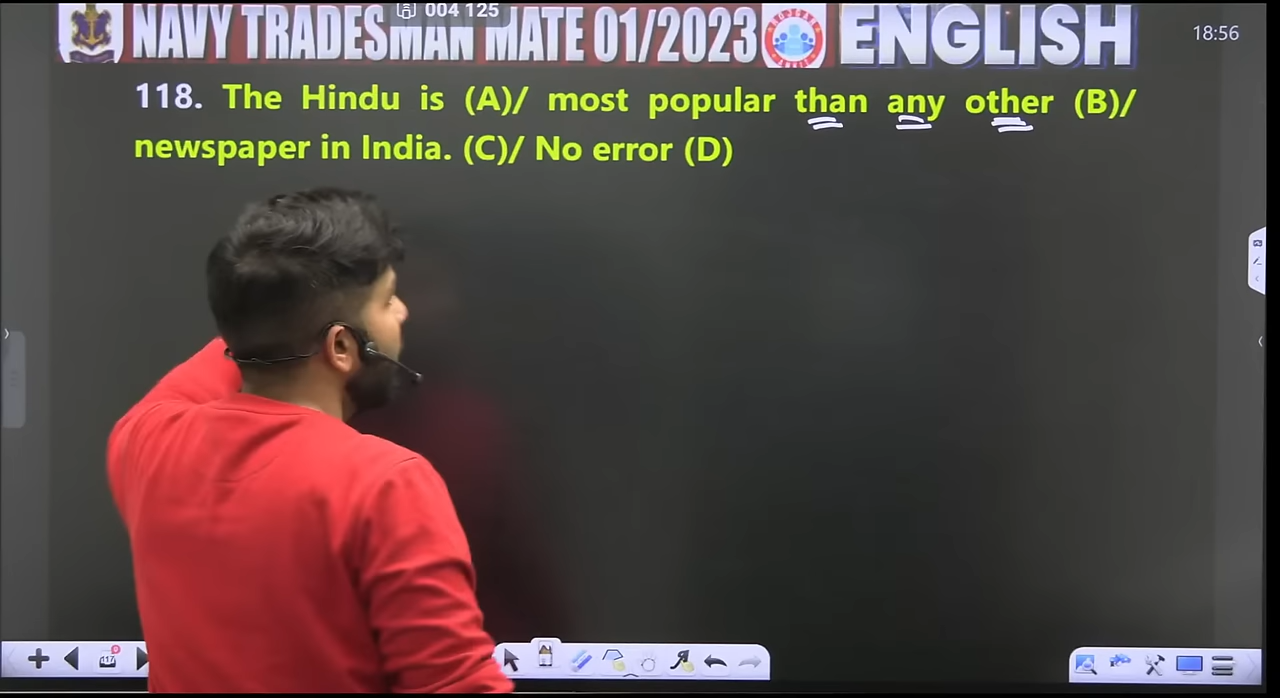 004 125
NAVY TRADESMAN MATE 01/2023 ENGLISH
18:56
118. The Hindu is (A)/ most popular than any other (B)/
newspaper in India. (C)/ No error (D)
117